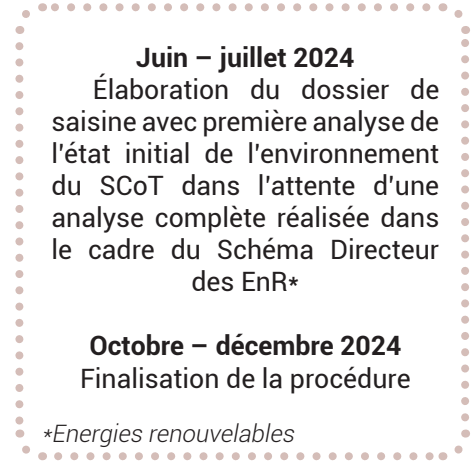 Juin – juillet 2024
Élaboration du dossier de
saisine avec première analyse de
l'état initial de l'environnement
du SCoT dans l'attente d'une
analyse complète réalisée dans
le cadre du Schéma Directeur
des EnR*
Octobre – décembre 2024
Finalisation de la procédure
*Energies renouvelables